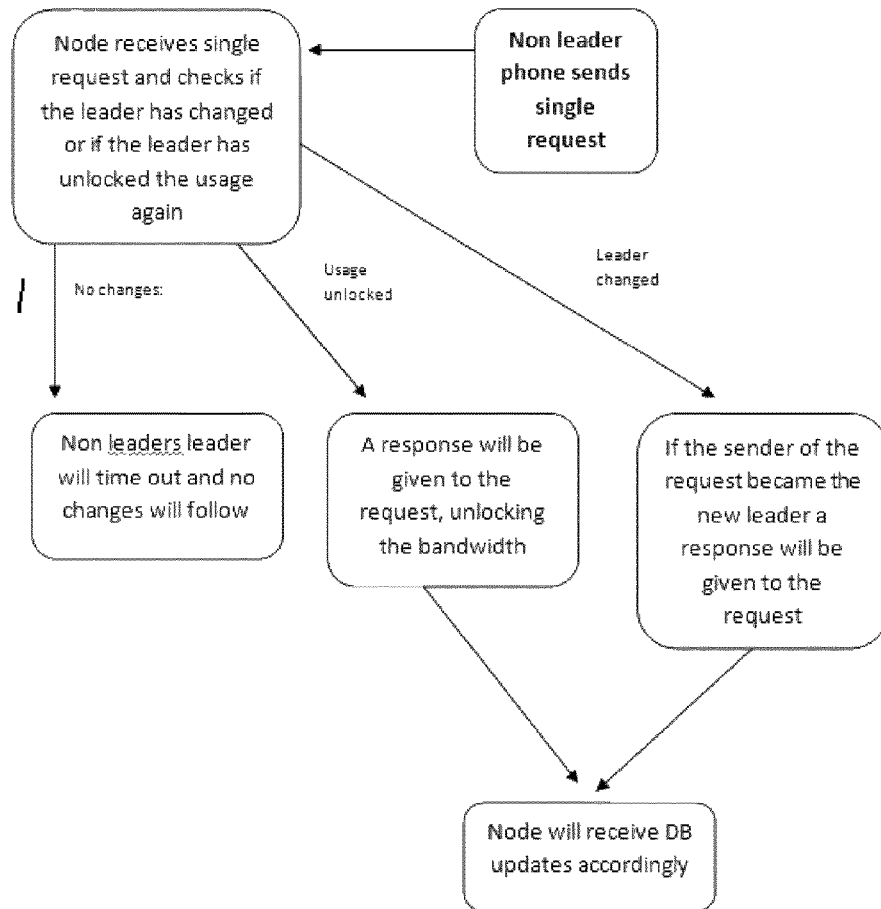 Non leader
phone sends
single
request
Node receives single
request and checks if
the leader has changed
or if the leader has
unlocked the usage
again
No changes:
Usage
unlocked
Leader
changed
Non leaders leader
will time out and no
changes will follow
A response will be
given to the
request, unlocking
the bandwidth
If the sender of the
request became the
new leader a
response will be
given to the
request
Node will receive DB
updates accordingly